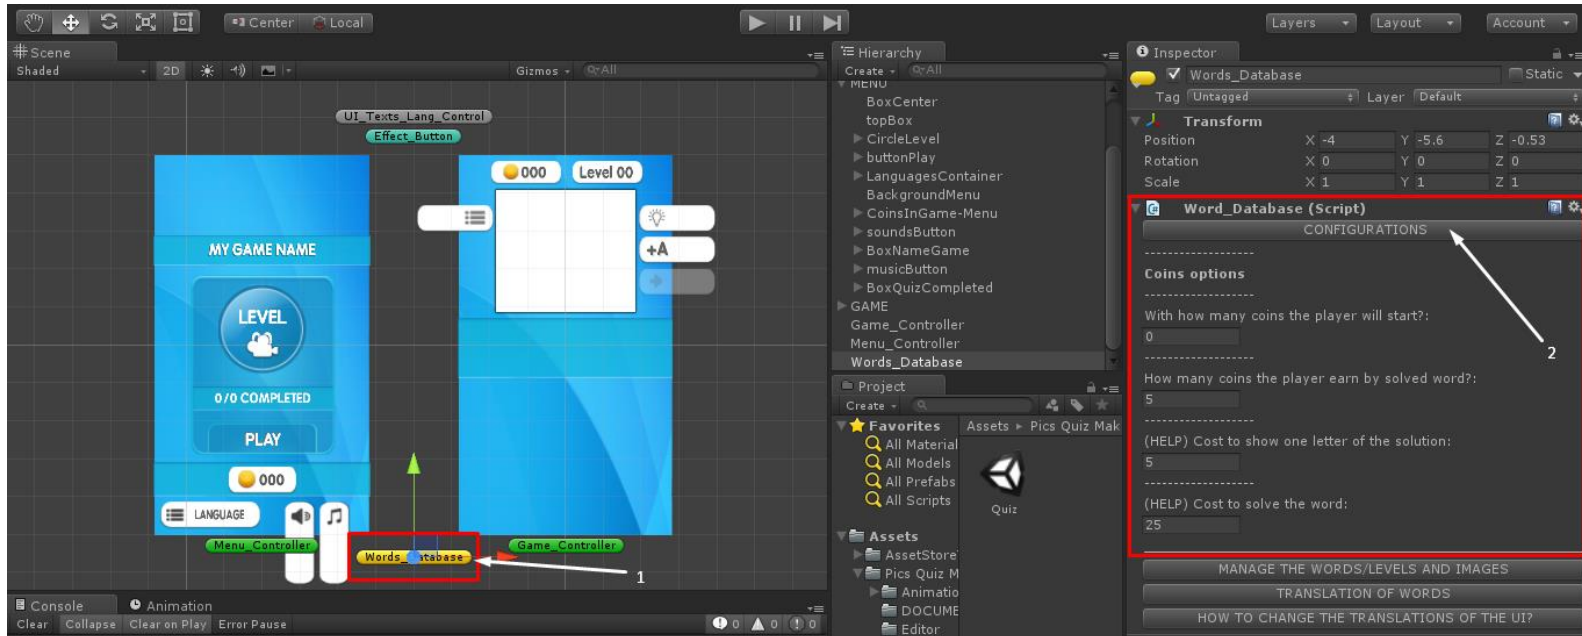 Center Local
Layers Layout Account
Scene
Shaded 2D Gizmos All
UI_Texts_Lang_Control
Effect_Button
000 Level 00
+A
MY GAME NAME
LEVEL
0/0 COMPLETED
PLAY
000
LANGUAGE
Menu_Controller
Game_Controller
1
Console Animation
Clear Collapse Clear on Play Error Pause 0 0 0
Hierarchy
Create All
MENU
BoxCenter
topBox
CircleLevel
buttonPlay
LanguagesContainer
BackgroundMenu
CoinsInGame-Menu
soundsButton
BoxNameGame
musicButton
BoxQuizCompleted
GAME
Game_Controller
Menu_Controller
Words_Database
Project
Create
Favorites
All Material
All Models
All Prefabs
All Scripts
Assets
AssetStore
Pics Quiz M
Animatio
DOCUME
Editor
Assets Pics Quiz Mak
Quiz
Inspector
Words_Database Static
Tag Untagged Layer Default
Transform
Position X -4 Y -5.6 Z -0.53
Rotation X 0 Y 0 Z 0
Scale X 1 Y 1 Z 1
Word_Database (Script)
CONFIGURATIONS
------------------
Coins options
------------------
With how many coins the player will start?:
0
2
------------------
How many coins the player earn by solved word?:
5
------------------
(HELP) Cost to show one letter of the solution:
5
------------------
(HELP) Cost to solve the word:
25
MANAGE THE WORDS/LEVELS AND IMAGES
TRANSLATION OF WORDS
HOW TO CHANGE THE TRANSLATIONS OF THE UI?